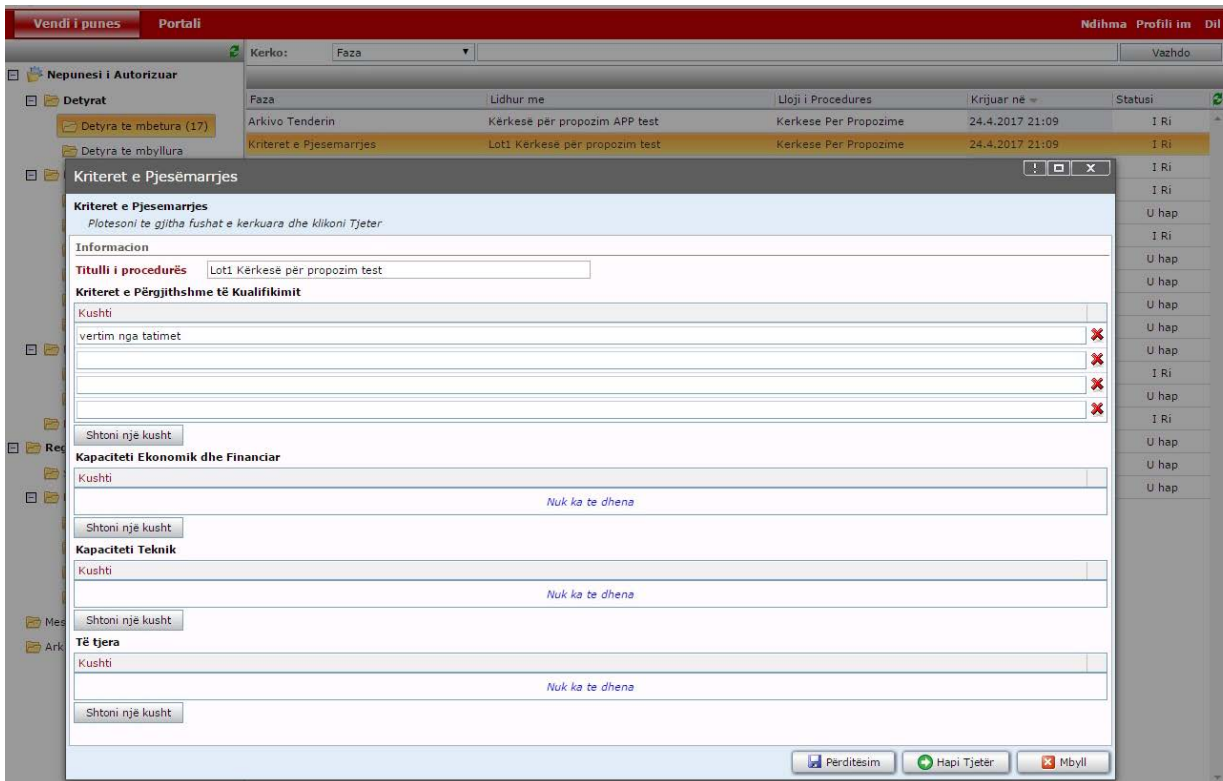 Vendi i punes Portali Ndihma Profili im Dil
Kerko: Faza Vazhdo
Nepunesi i Autorizuar
Detyrat Faza Lidhur me Lloji i Procedures Krijuar në Statusi
Detyra te mbetura (17) Arkivo Tenderin Kërkesë për propozim APP test Kerkese Per Propozime 24.4.2017 21:09 I Ri
Detyra te mbyllura Kriteret e Pjesemarrjes Lot1 Kërkesë për propozim test Kerkese Per Propozime 24.4.2017 21:09 I Ri
Kriteret e Pjesëmarrjes I Ri
I Ri
Kriteret e Pjesemarrjes U hap
Plotesoni te gjitha fushat e kerkuara dhe klikoni Tjeter
I Ri
Informacion
U hap
Titulli i procedurës Lot1 Kërkesë për propozim test
U hap
Kriteret e Përgjithshme të Kualifikimit
U hap
Kushti
U hap
vertim nga tatimet
U hap
I Ri
U hap
I Ri
Shtoni një kusht
U hap
Kapaciteti Ekonomik dhe Financiar
U hap
Kushti
U hap
Nuk ka te dhena
Shtoni një kusht
Kapaciteti Teknik
Kushti
Nuk ka te dhena
Mes Shtoni një kusht
Ark Të tjera
Kushti
Nuk ka te dhena
Shtoni një kusht
Përditësim Hapi Tjetër Mbyll